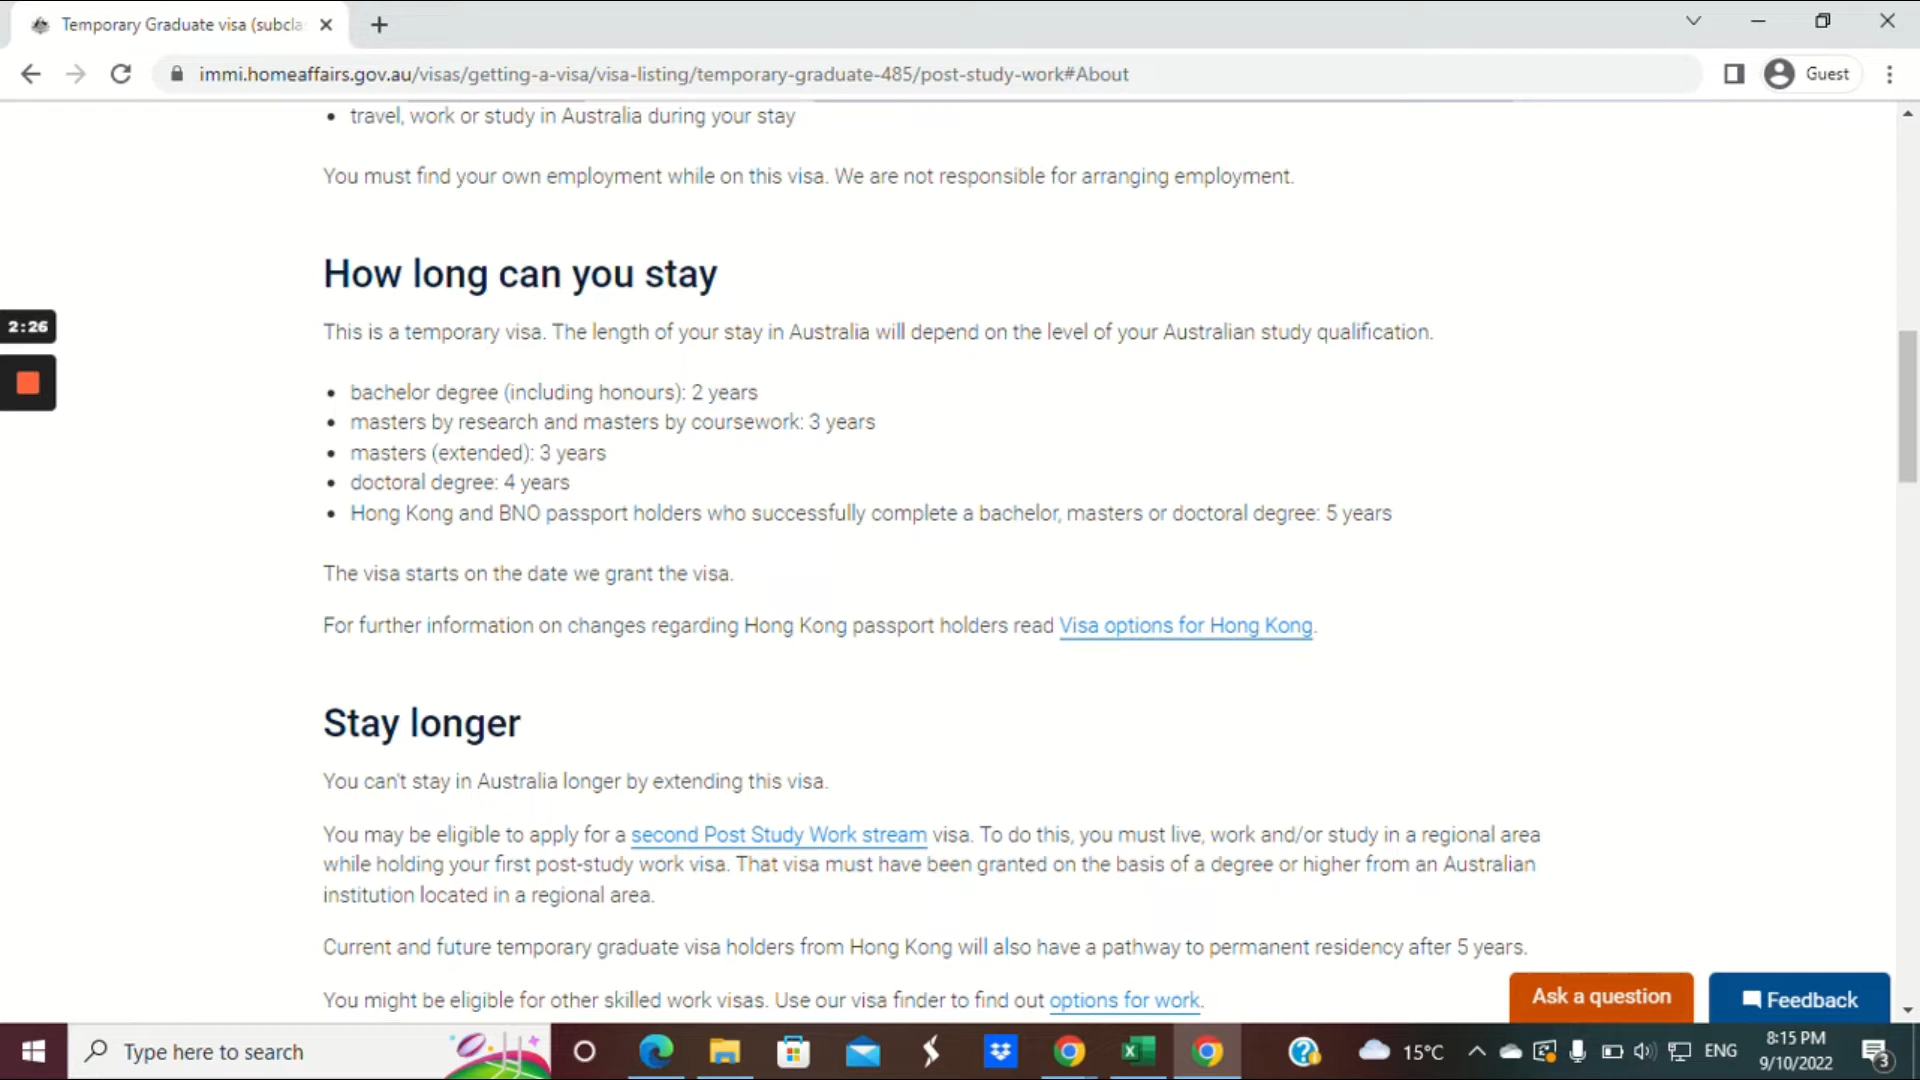 Temporary Graduate visa (subcla
immi.homeaffairs.gov.au/visas/getting-a-visa/visa-listing/temporary-graduate-485/post-study-work#About
Guest
travel, work or study in Australia during your stay
You must find your own employment while on this visa. We are not responsible for arranging employment.
How long can you stay
2:26
This is a temporary visa. The length of your stay in Australia will depend on the level of your Australian study qualification.
bachelor degree (including honours): 2 years
masters by research and masters by coursework: 3 years
masters (extended): 3 years
doctoral degree: 4 years
Hong Kong and BNO passport holders who successfully complete a bachelor, masters or doctoral degree: 5 years
The visa starts on the date we grant the visa.
For further information on changes regarding Hong Kong passport holders read Visa options for Hong Kong.
Stay longer
You can't stay in Australia longer by extending this visa.
You may be eligible to apply for a second Post Study Work stream visa. To do this, you must live, work and/or study in a regional area
while holding your first post-study work visa. That visa must have been granted on the basis of a degree or higher from an Australian
institution located in a regional area.
Current and future temporary graduate visa holders from Hong Kong will also have a pathway to permanent residency after 5 years.
You might be eligible for other skilled work visas. Use our visa finder to find out options for work.
Ask a question
Feedback
Type here to search
15°C
ENG
8:15 PM
9/10/2022
3